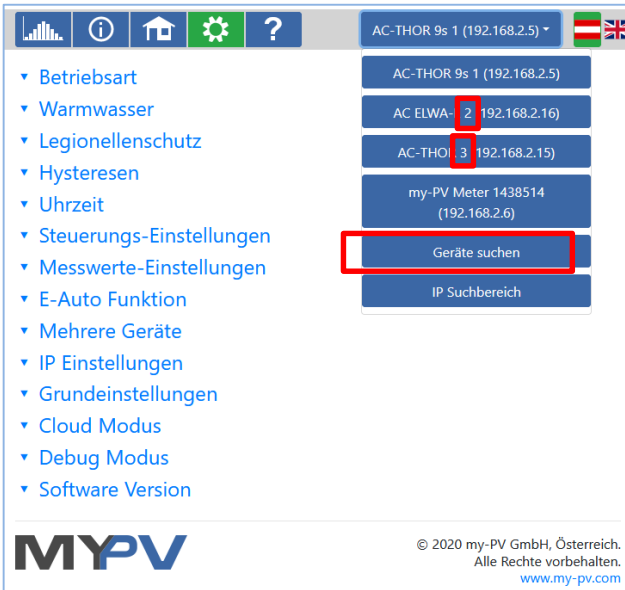 ?
AC-THOR 9s 1 (192.168.2.5)
Betriebsart
Warmwasser
Legionellenschutz
Hysteresen
Uhrzeit
Steuerungs-Einstellungen
Messwerte-Einstellungen
E-Auto Funktion
Mehrere Geräte
IP Einstellungen
Grundeinstellungen
Cloud Modus
Debug Modus
Software Version
AC-THOR 9s 1 (192.168.2.5)
AC ELWA- 2 192.168.2.16)
AC-THO 3 192.168.2.15)
my-PV Meter 1438514
(192.168.2.6)
Geräte suchen
IP Suchbereich
MYPV
© 2020 my-PV GmbH, Österreich.
Alle Rechte vorbehalten.
www.my-pv.com